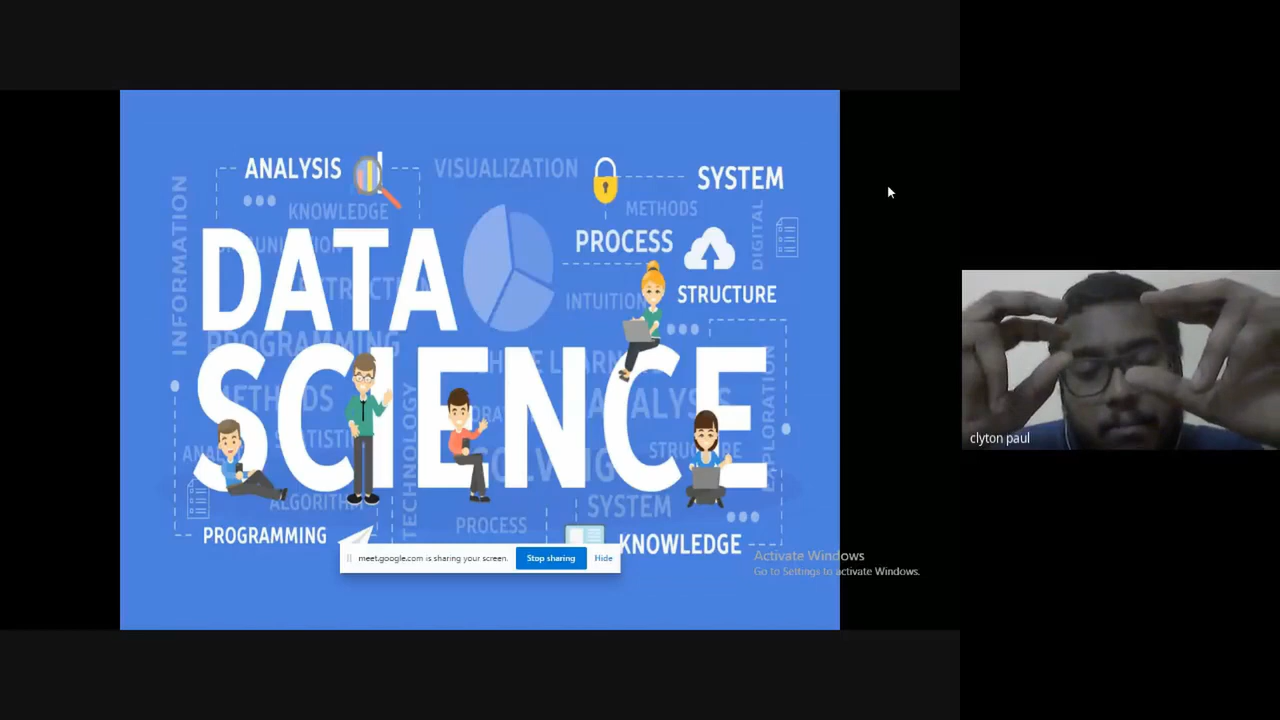 ANALYSIS
VISUALIZATION
SYSTEM
INFORMATION
KNOWLEDGE
METHODS
DIGITAL
PROCESS
DATA
STRUCTURE
INTUITION
PROGRAMMING
SCIENCE
METHODS
ANALYSIS
EXPLORATION
TECHNOLOGY
SYSTEM
ALGORITHM
PROCESS
PROGRAMMING
KNOWLEDGE
meet.google.com is sharing your screen.
Stop sharing
Hide
Activate Windows
Go to Settings to activate Windows.
clyton paul